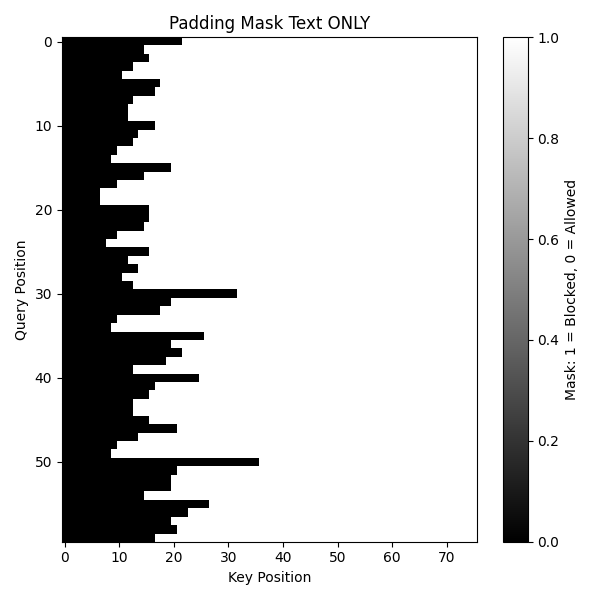 Padding Mask Text ONLY
0
10
20
30
40
50
Query Position
0 10 20 30 40 50 60 70
Key Position
1.0
0.8
0.6
0.4
0.2
0.0
Mask: 1 = Blocked, 0 = Allowed